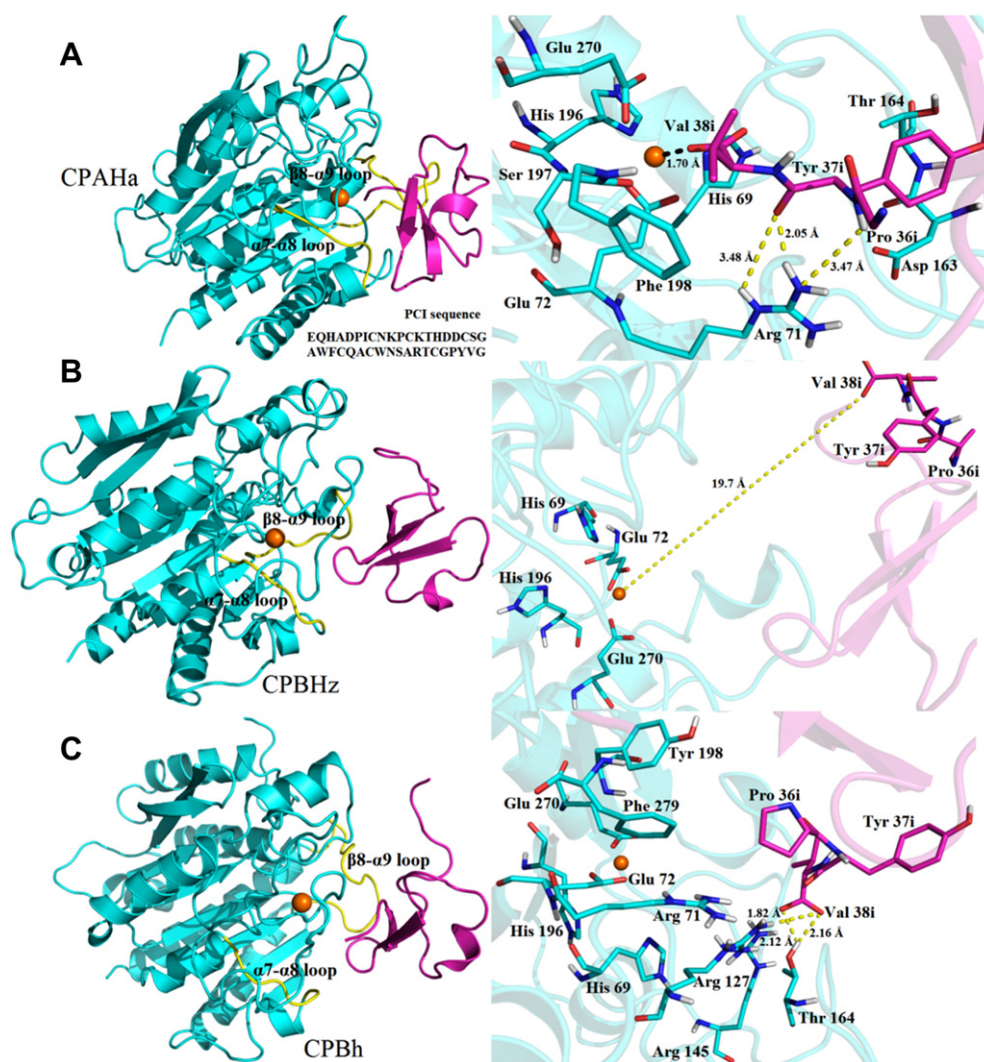 A
CPAHa
β8-α9 loop
α7-α8 loop
PCI sequence
EQHADPICNKPCKTHDDCSG
AWFCQACWNSARTCGPYVG
Glu 270
His 196
Val 38i
Thr 164
1.70 Å
Tyr 37i
Ser 197
His 69
2.05 Å
Pro 36i
3.48 Å
3.47 Å
Asp 163
Phe 198
Glu 72
Arg 71
B
β8-α9 loop
α7-α8 loop
CPBHz
Val 38i
Tyr 37i
Pro 36i
19.7 Å
His 69
Glu 72
His 196
Glu 270
C
β8-α9 loop
α7-α8 loop
CPBh
Tyr 198
Glu 270
Phe 279
Pro 36i
Tyr 37i
Glu 72
Arg 71
1.82 Å
Val 38i
His 196
2.12 Å
2.16 Å
His 69
Arg 127
Thr 164
Arg 145